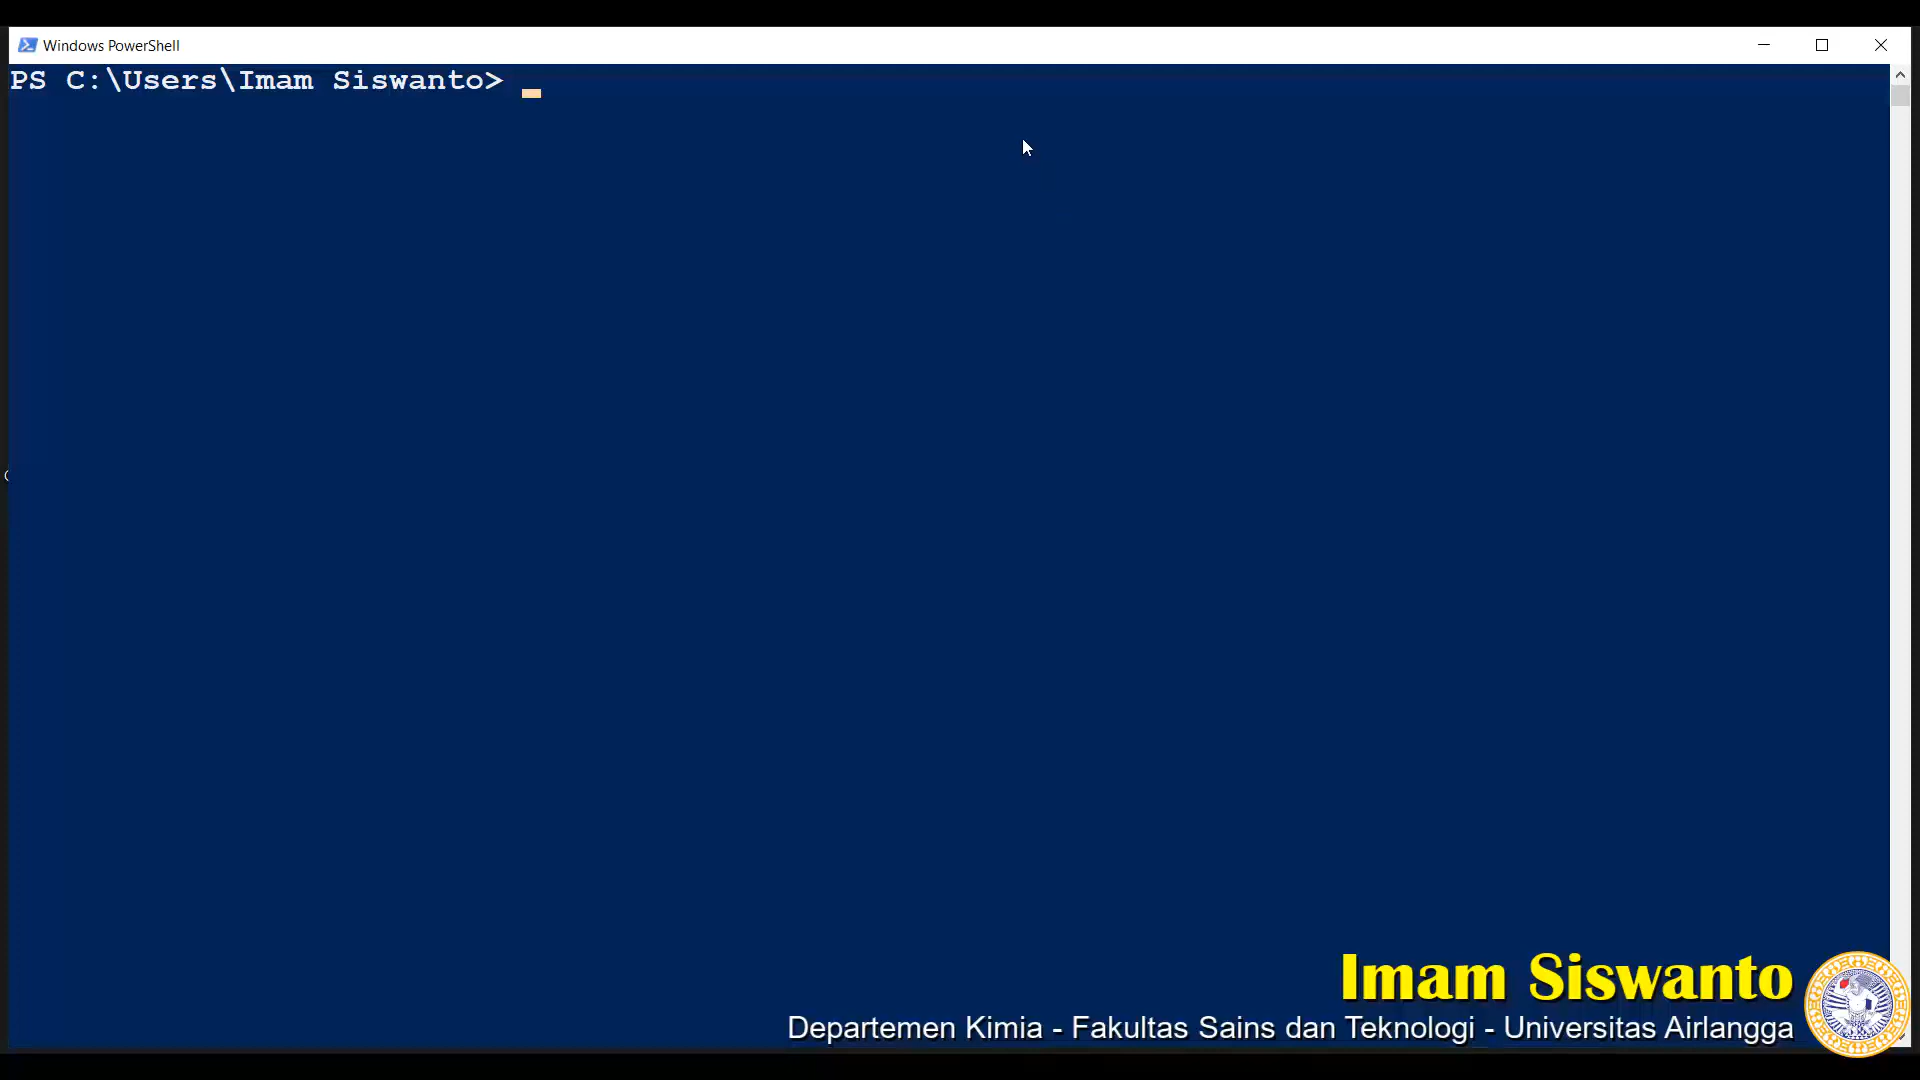 Windows PowerShell
PS C:\Users\Imam Siswanto>
Imam Siswanto
Departemen Kimia - Fakultas Sains dan Teknologi - Universitas Airlangga